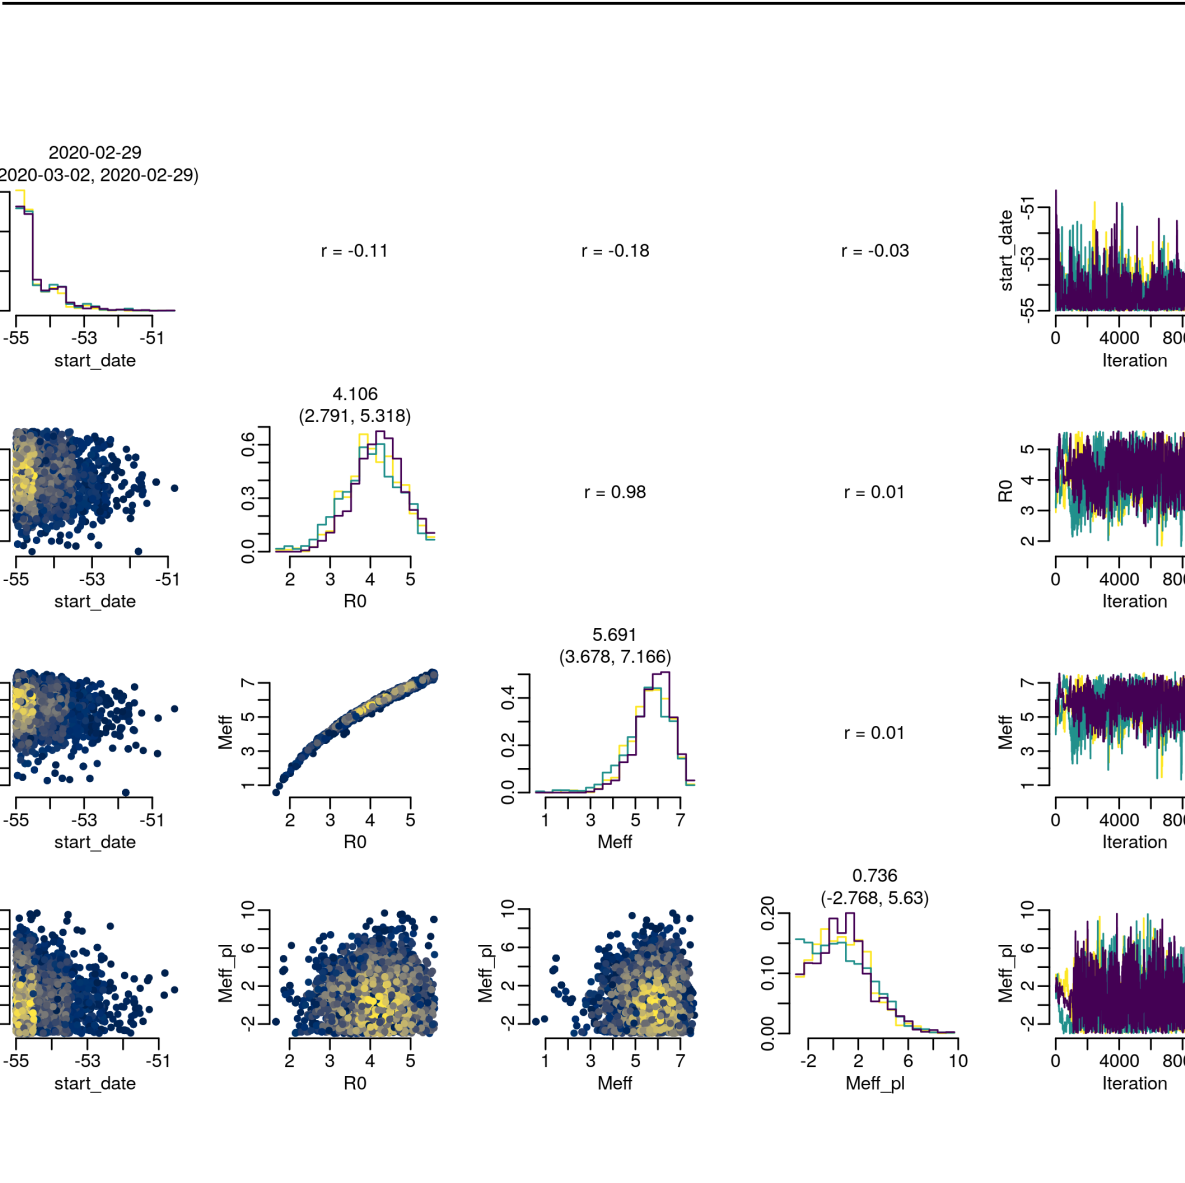 2020-02-29
2020-03-02, 2020-02-29)
-55 -53 -51
start_date
r = -0.11
r = -0.18
r = -0.03
start_date
-55 -53 -51
0 4000 800
Iteration
-55 -53 -51
start_date
4.106
(2.791, 5.318)
0.0 0.3 0.6
2 3 4 5
R0
r = 0.98
r = 0.01
R0
2 3 4 5
0 4000 800
Iteration
-55 -53 -51
start_date
Meff
1 3 5 7
2 3 4 5
R0
5.691
(3.678, 7.166)
0.0 0.2 0.4
1 3 5 7
Meff
r = 0.01
Meff
1 3 5 7
0 4000 800
Iteration
-55 -53 -51
start_date
Meff_pl
-2 2 6 10
2 3 4 5
R0
Meff_pl
-2 2 6 10
1 3 5 7
Meff
0.736
(-2.768, 5.63)
0.00 0.10 0.20
-2 2 6 10
Meff_pl
Meff_pl
-2 2 6 10
0 4000 800
Iteration